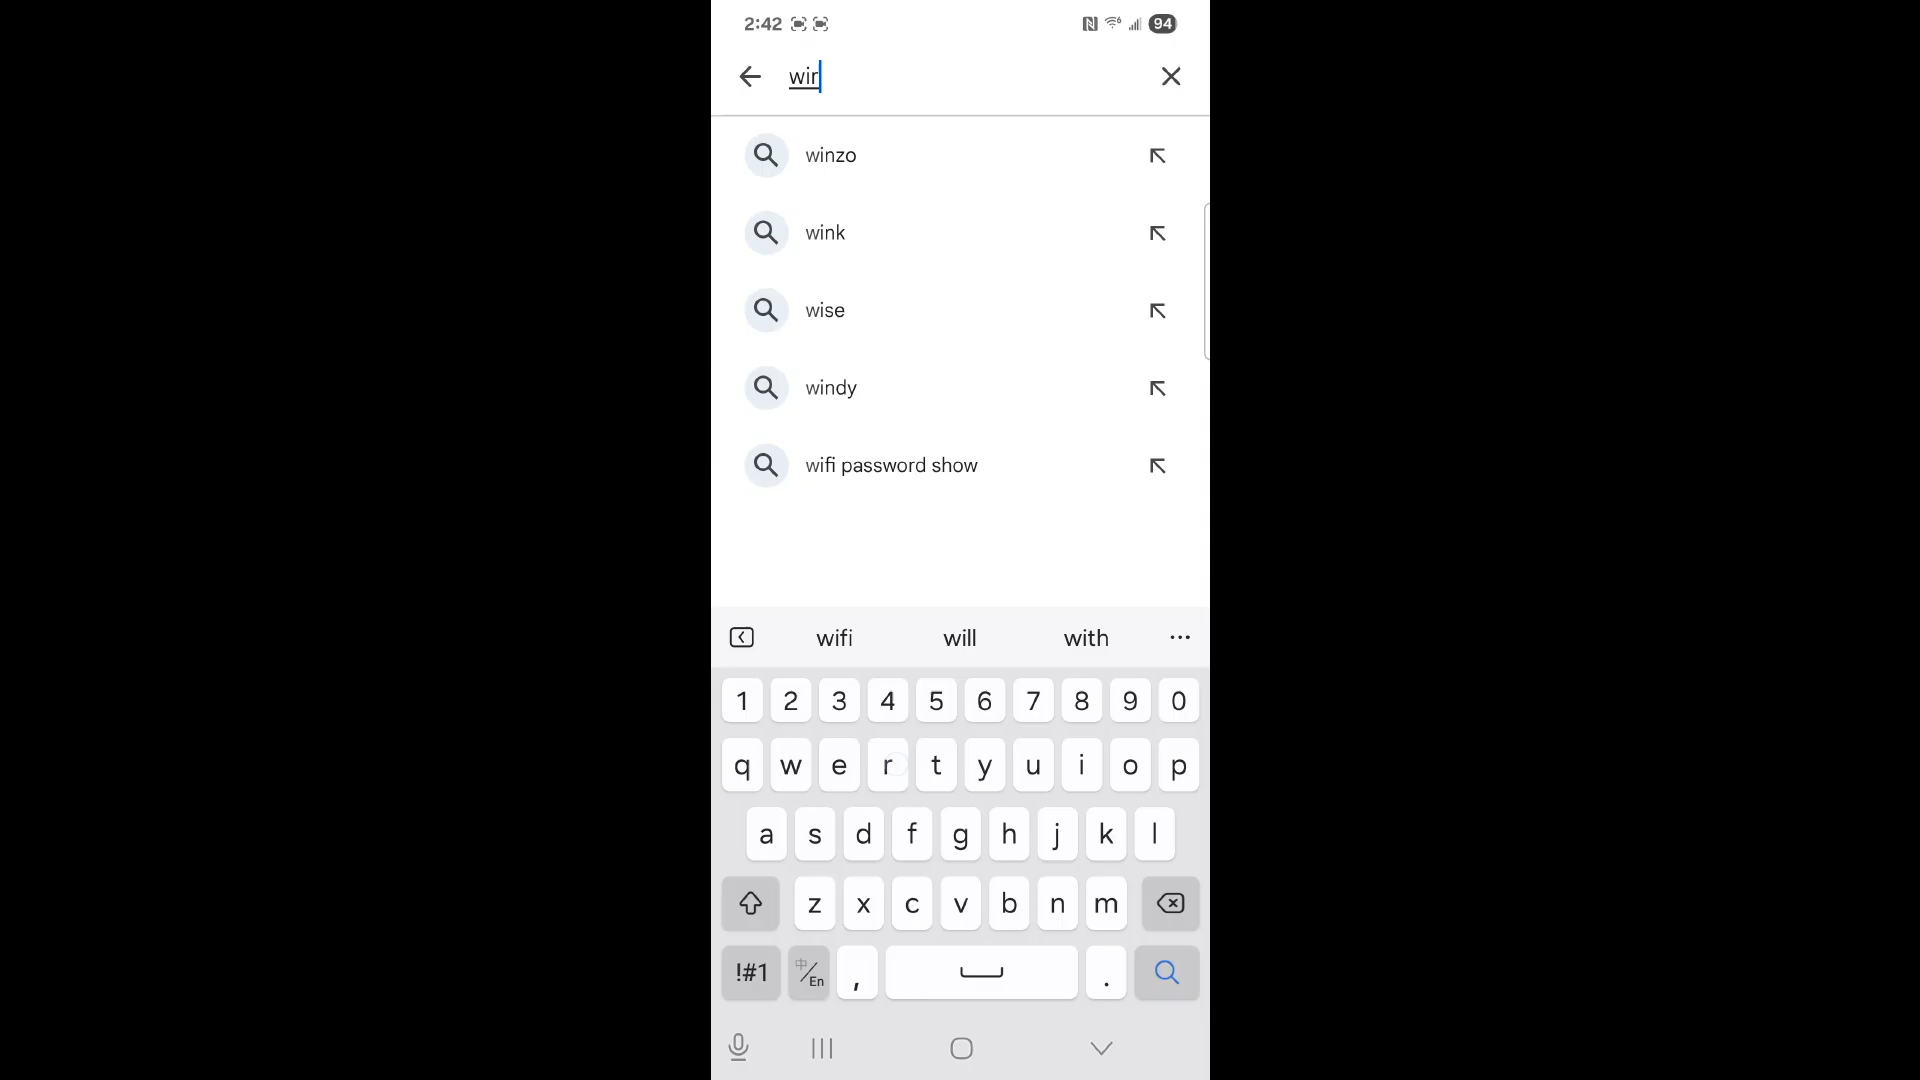 2:42 94
wir
winzo
wink
wise
windy
wifi password show
wifi will with
1 2 3 4 5 6 7 8 9 0
q w e r t y u i o p
a s d f g h j k l
z x c v b n m
!#1 中/En , .